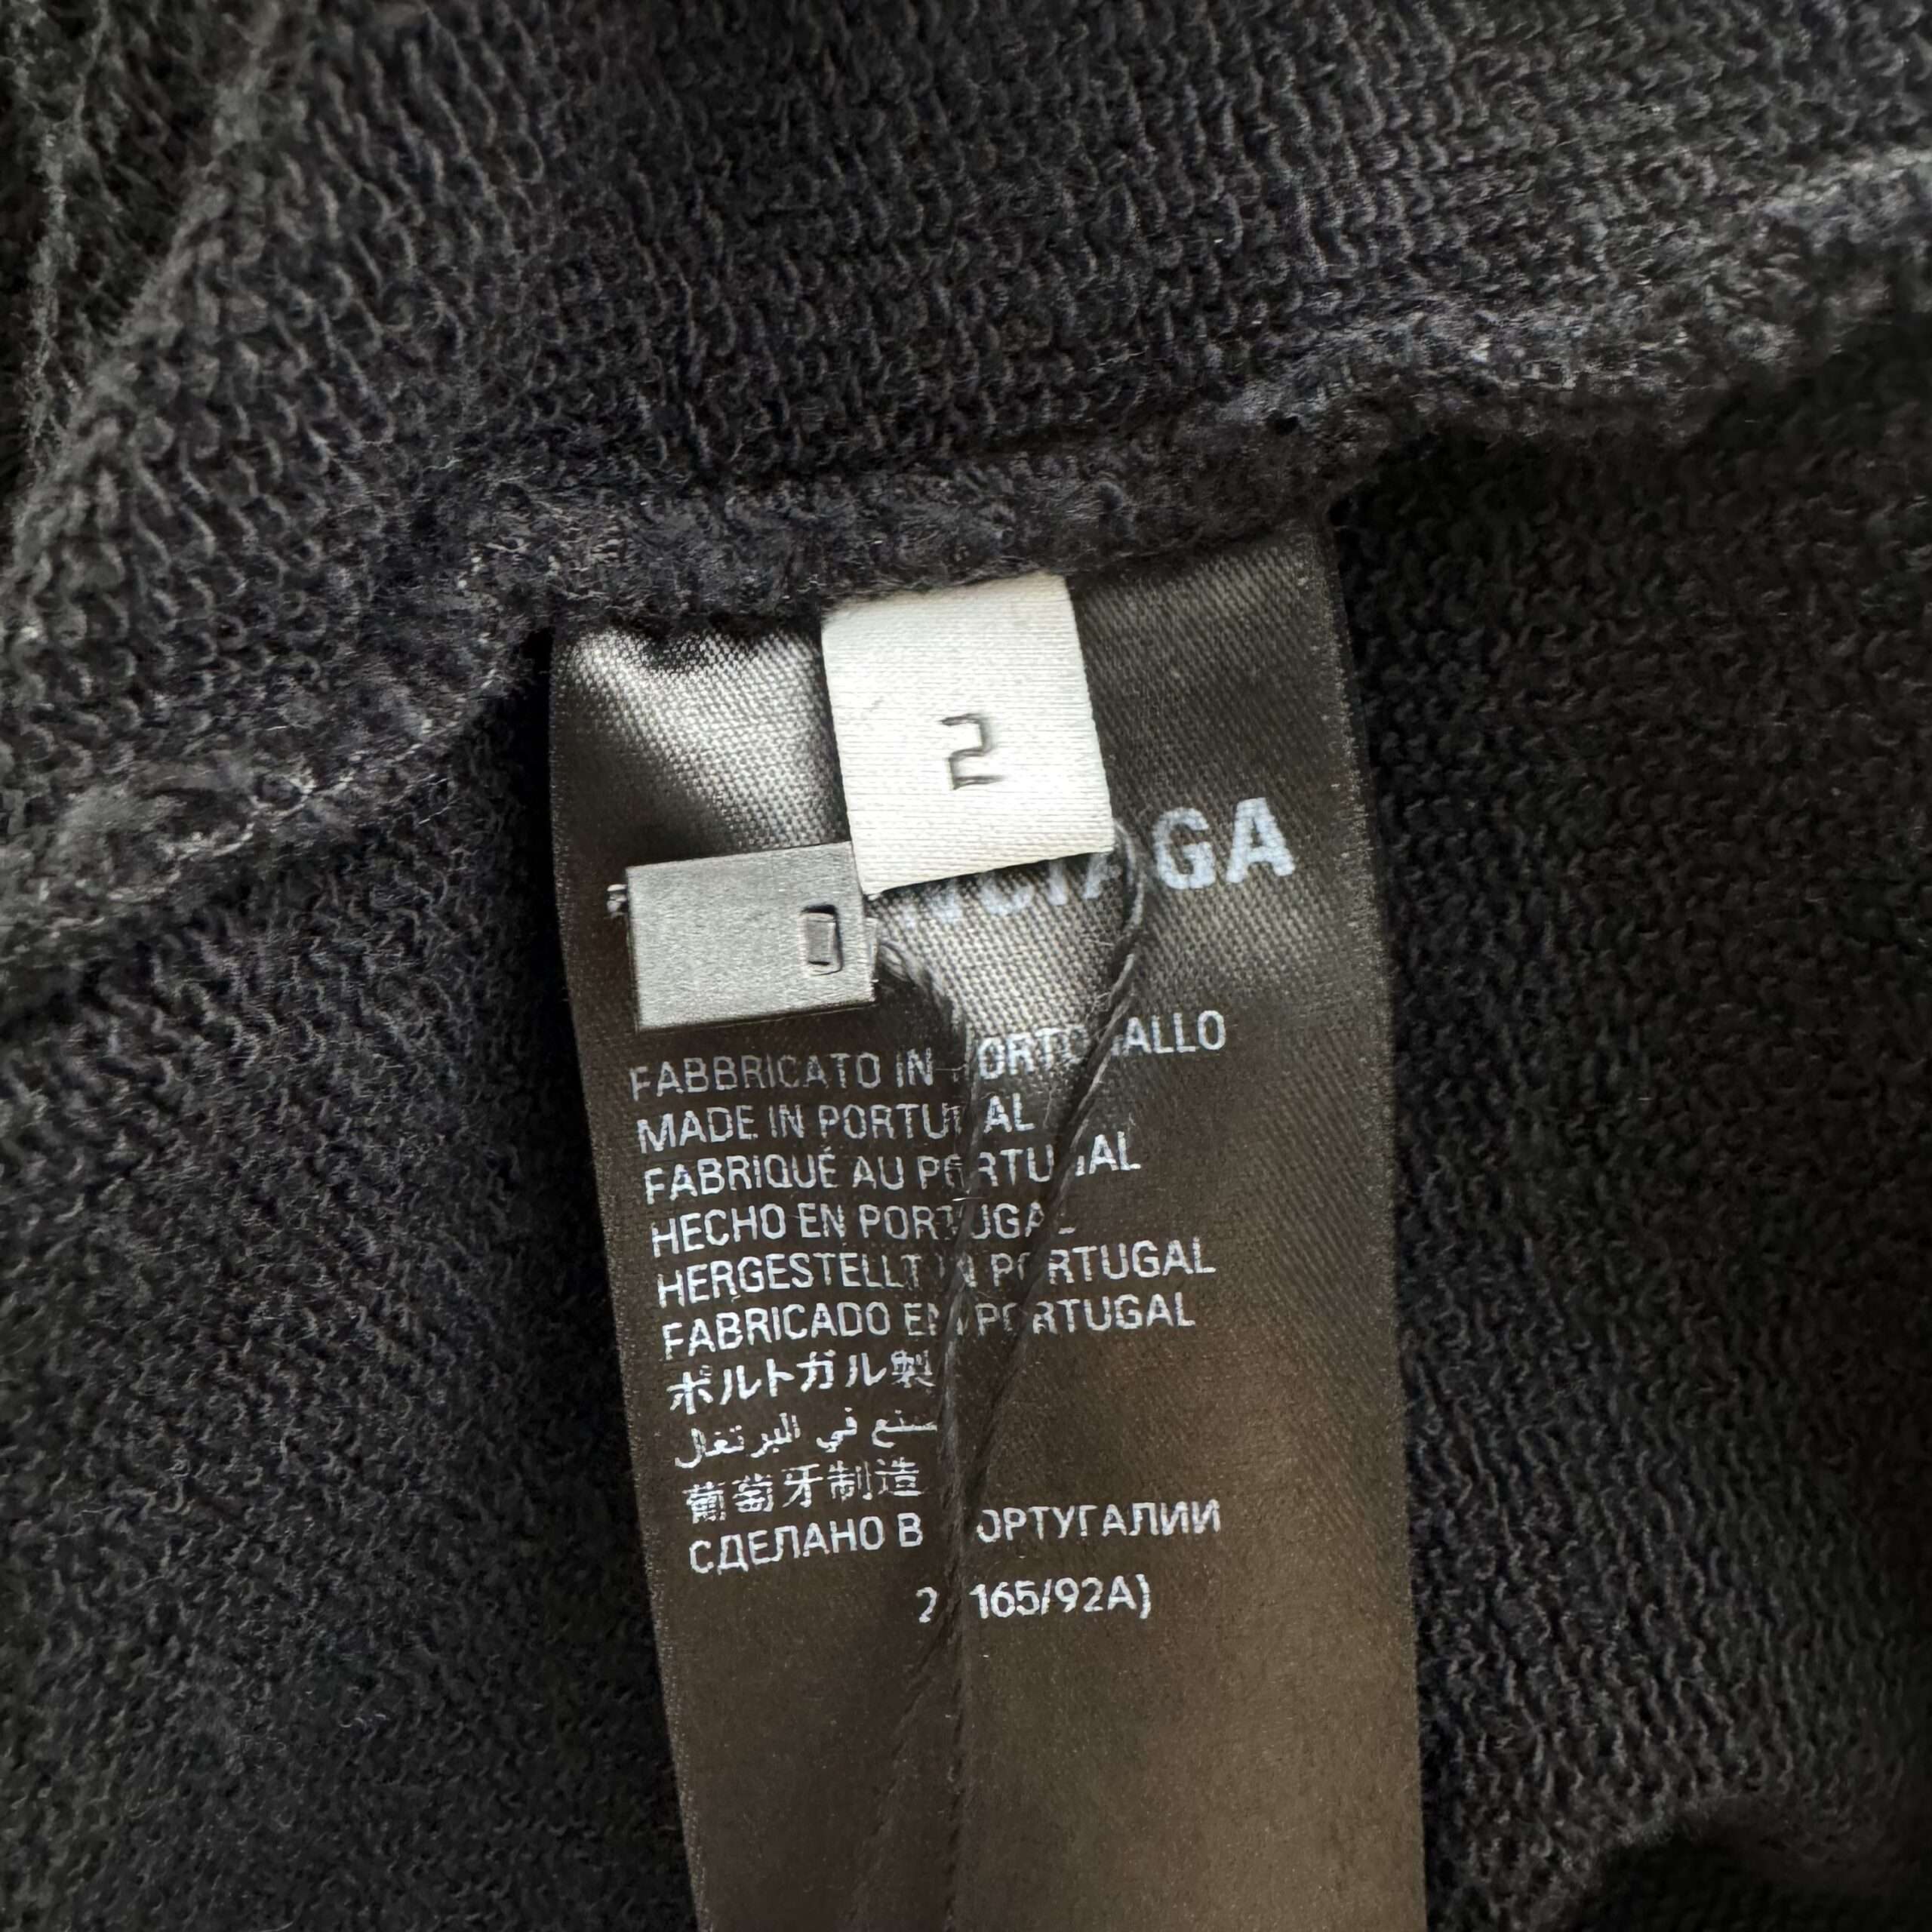 2
FABBRICATO IN PORTOGALLO
MADE IN PORTUGAL
FABRIQUÉ AU PORTUGAL
HECHO EN PORTUGAL
HERGESTELLT IN PORTUGAL
FABRICADO EM PORTUGAL
ポルトガル製
صنع في البرتغال
葡萄牙制造
СДЕЛАНО В ПОРТУГАЛИИ
2 165/92A)